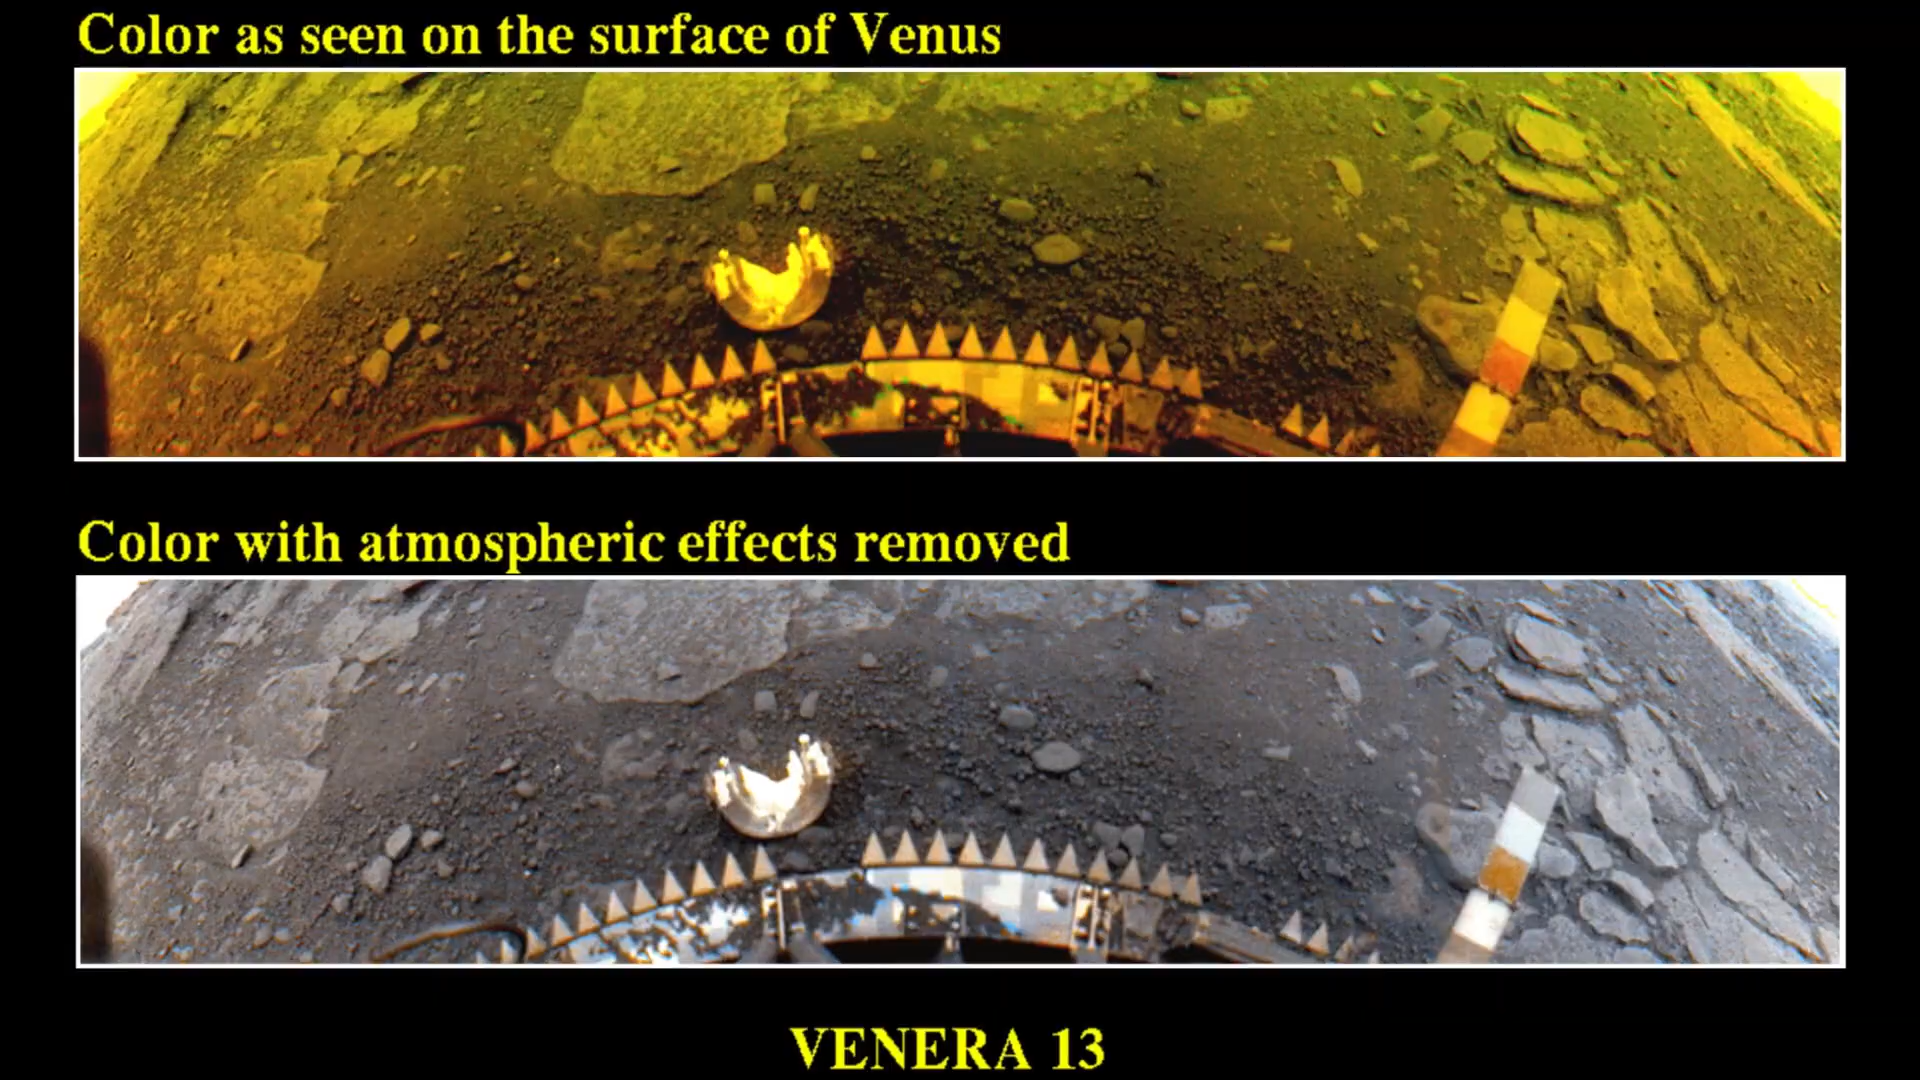 Color as seen on the surface of Venus
Color with atmospheric effects removed
VENERA 13